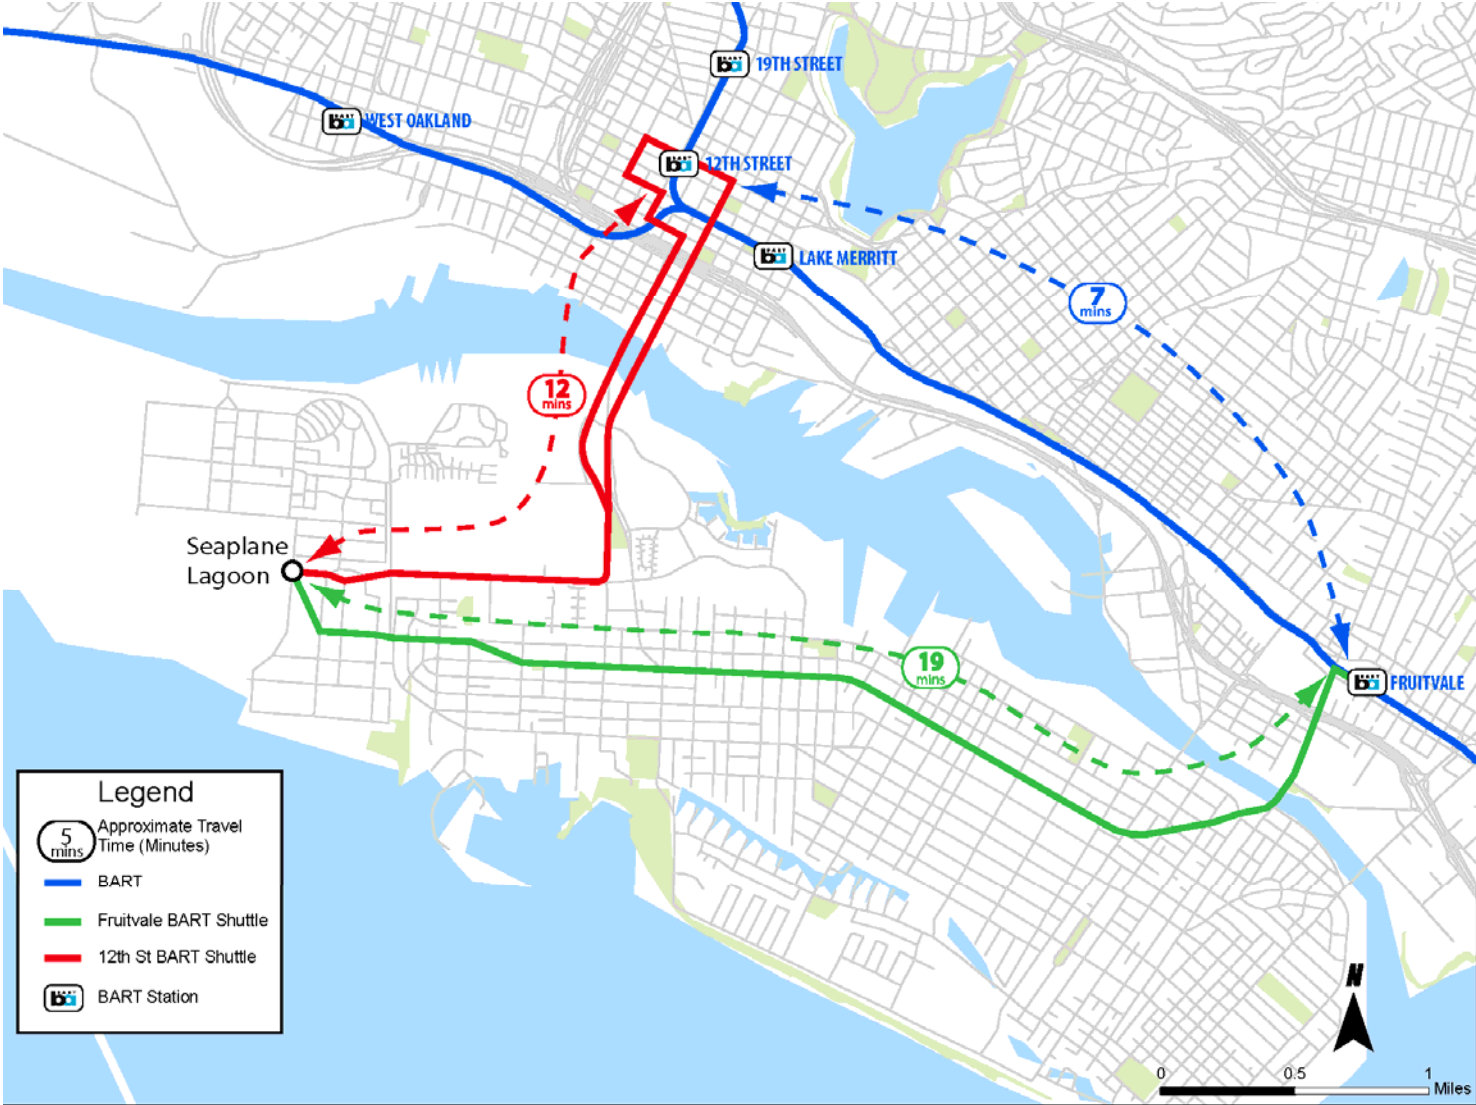 19TH STREET
WEST OAKLAND
12TH STREET
LAKE MERRITT
7
mins
12
mins
Seaplane
Lagoon
19
mins
FRUITVALE
Legend
5
mins
Approximate Travel
Time (Minutes)
BART
Fruitvale BART Shuttle
12th St BART Shuttle
BART Station
N
0 0.5 1
Miles